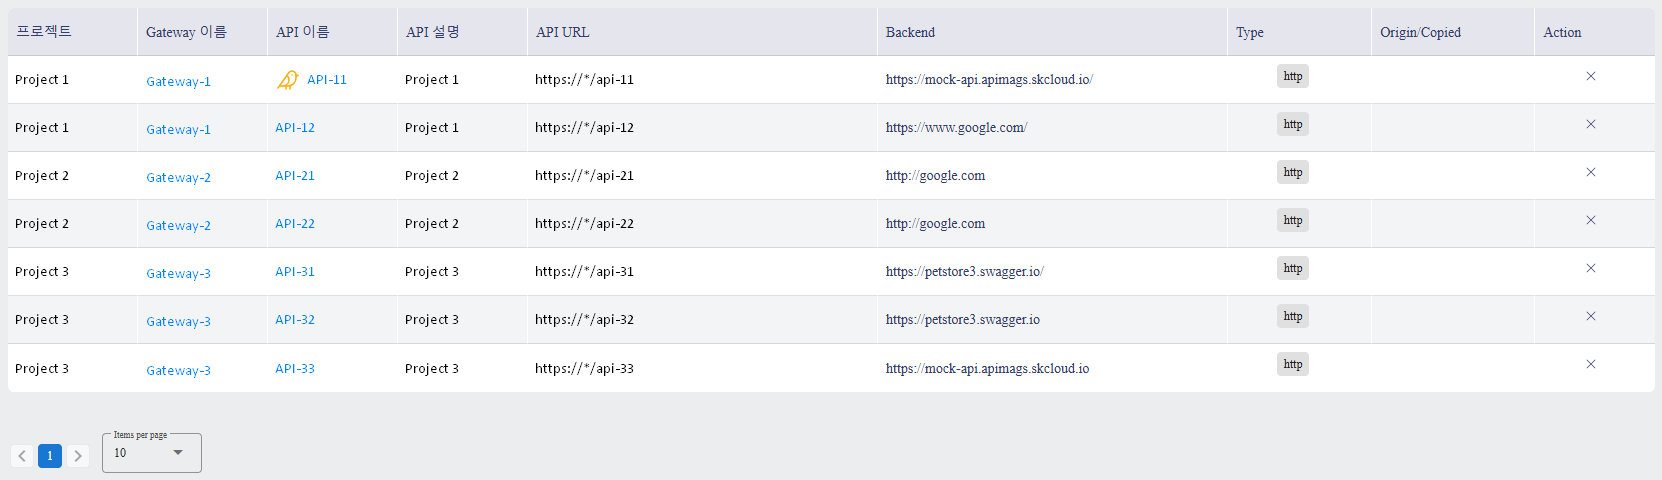 프로젝트 Gateway 이름 API 이름 API 설명 API URL Backend Type Origin/Copied Action
Project 1 Gateway-1 API-11 Project 1 https://*/api-11 https://mock-api.apimags.skcloud.io/ http
Project 1 Gateway-1 API-12 Project 1 https://*/api-12 https://www.google.com/ http
Project 2 Gateway-2 API-21 Project 2 https://*/api-21 http://google.com http
Project 2 Gateway-2 API-22 Project 2 https://*/api-22 http://google.com http
Project 3 Gateway-3 API-31 Project 3 https://*/api-31 https://petstore3.swagger.io/ http
Project 3 Gateway-3 API-32 Project 3 https://*/api-32 https://petstore3.swagger.io http
Project 3 Gateway-3 API-33 Project 3 https://*/api-33 https://mock-api.apimags.skcloud.io http
Items per page
1 10